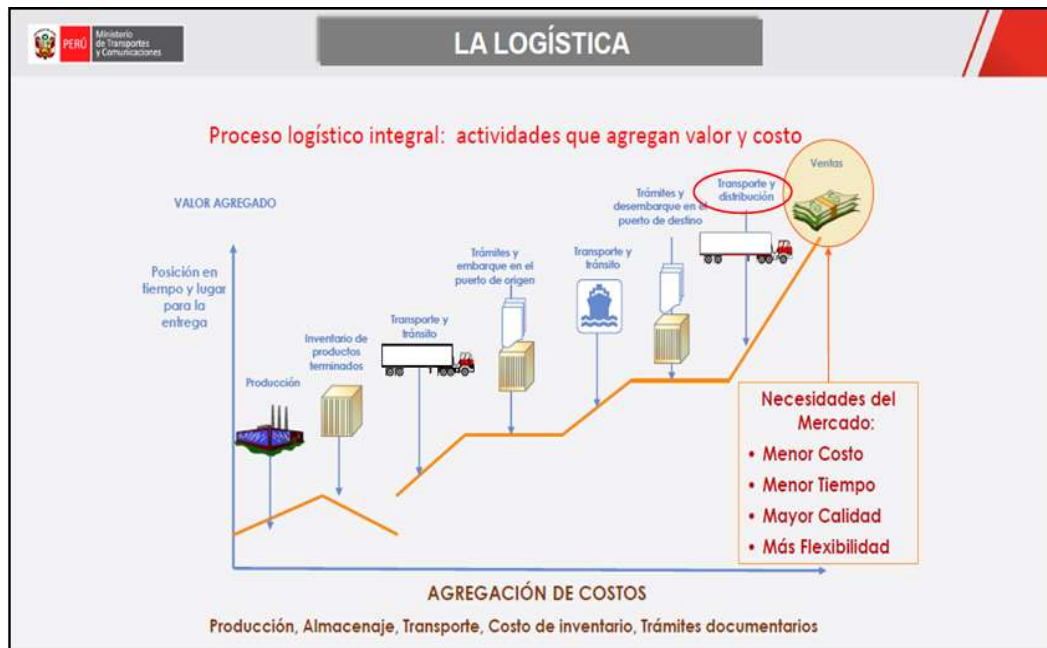 PERÚ
Ministerio
de Transportes
y Comunicaciones
LA LOGÍSTICA
Proceso logístico integral: actividades que agregan valor y costo
VALOR AGREGADO
Posición en
tiempo y lugar
para la
entrega
Producción
Inventario de
productos
terminados
Transporte y
tránsito
Trámites y
embarque en el
puerto de origen
Transporte y
tránsito
Trámites y
desembarque en el
puerto de destino
Transporte y
distribución
Ventas
Necesidades del
Mercado:
• Menor Costo
• Menor Tiempo
• Mayor Calidad
• Más Flexibilidad
AGREGACIÓN DE COSTOS
Producción, Almacenaje, Transporte, Costo de inventario, Trámites documentarios